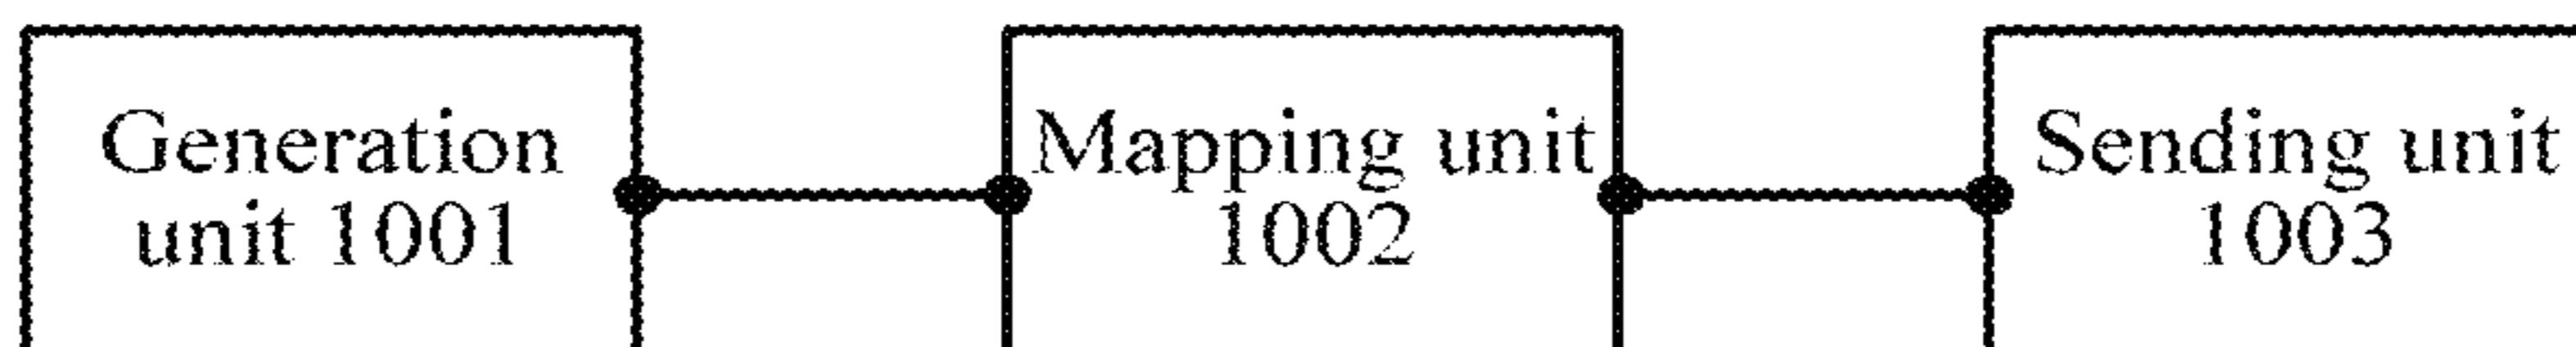 Generation
unit 1001
Mapping unit
1002
Sending unit
1003